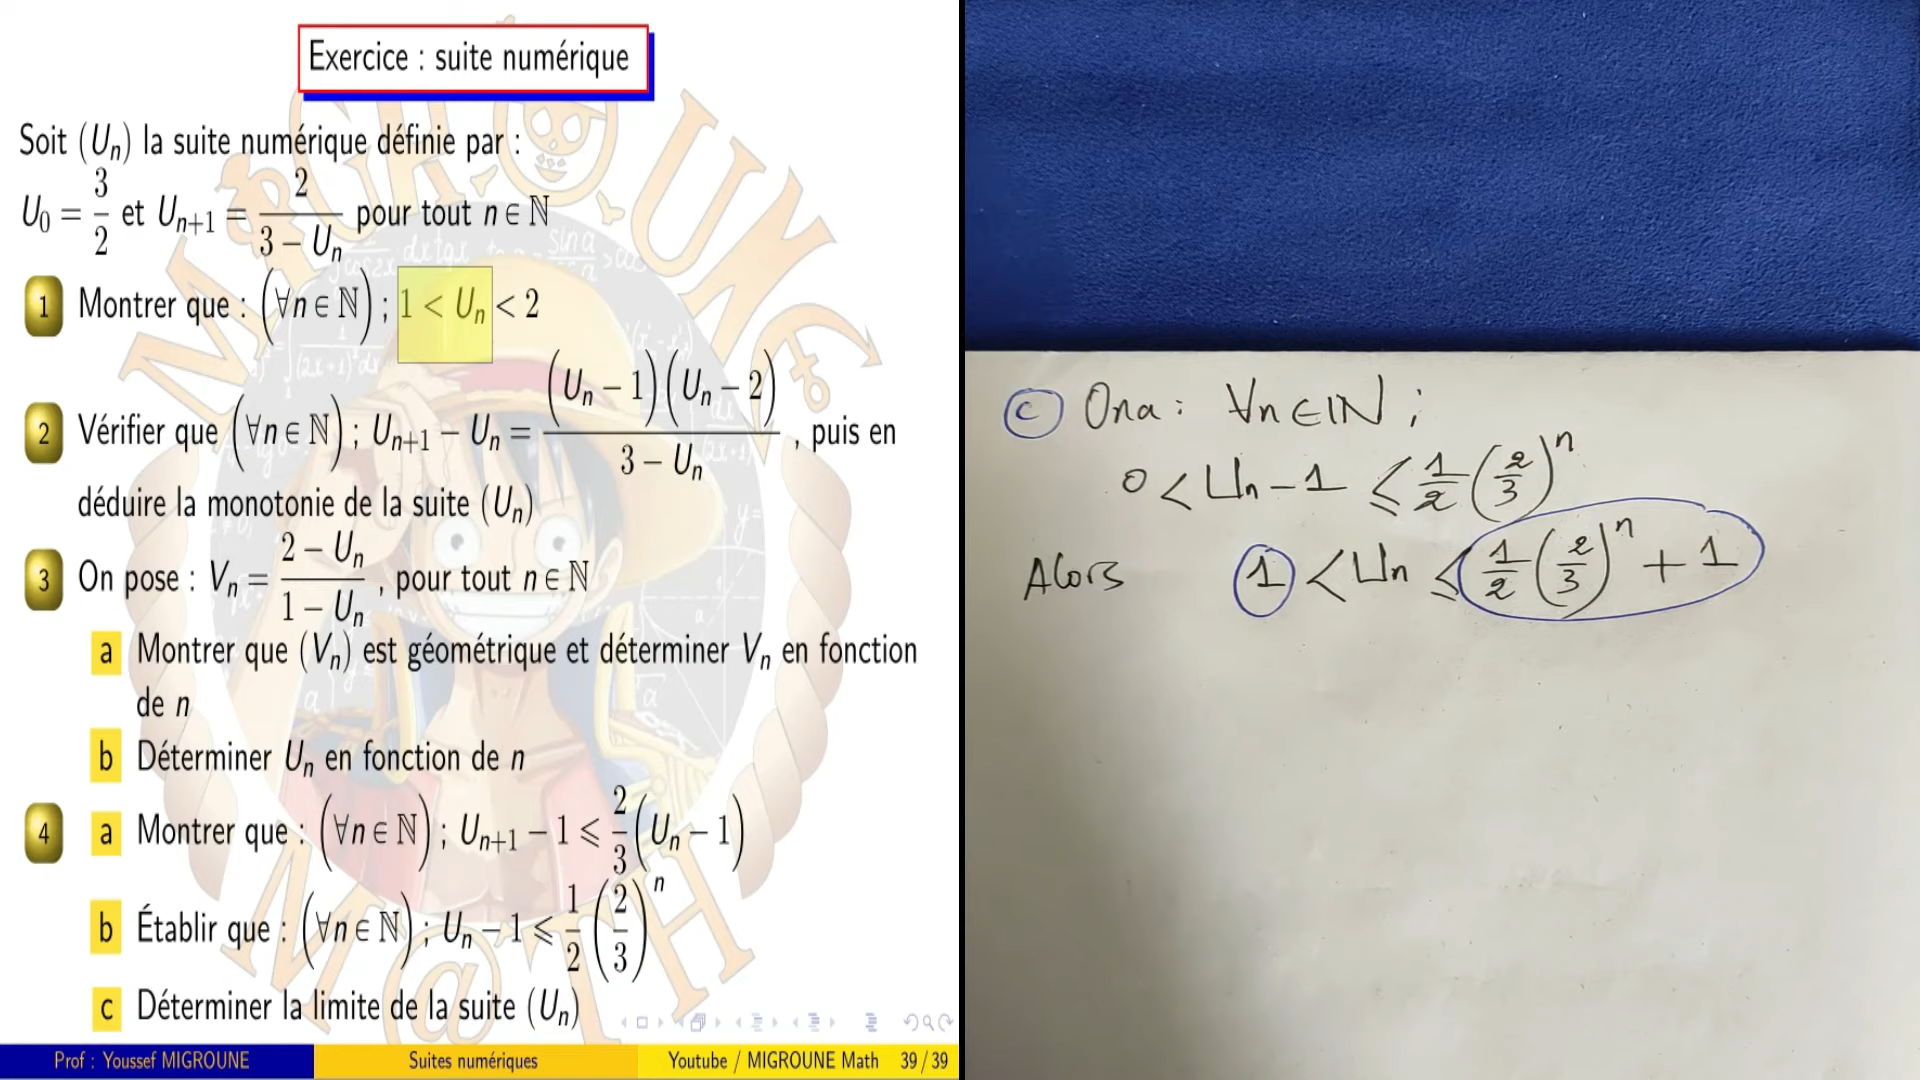 Exercice : suite numérique
Soit (Uₙ) la suite numérique définie par :
U₀ = 3/2 et Uₙ₊₁ = 2/(3 − Uₙ) pour tout n ∈ ℕ
1 Montrer que : (∀n ∈ ℕ) ; 1 < Uₙ < 2
2 Vérifier que (∀n ∈ ℕ) ; Uₙ₊₁ − Uₙ = (Uₙ − 1)(Uₙ − 2)/(3 − Uₙ) , puis en
déduire la monotonie de la suite (Uₙ)
3 On pose : Vₙ = (2 − Uₙ)/(1 − Uₙ) , pour tout n ∈ ℕ
a Montrer que (Vₙ) est géométrique et déterminer Vₙ en fonction
de n
b Déterminer Uₙ en fonction de n
4 a Montrer que : (∀n ∈ ℕ) ; Uₙ₊₁ − 1 ⩽ 2/3 (Uₙ − 1)
b Établir que : (∀n ∈ ℕ) ; Uₙ − 1 ⩽ 1/2 (2/3)ⁿ
c Déterminer la limite de la suite (Uₙ)
Prof : Youssef MIGROUNE Suites numériques Youtube / MIGROUNE Math 39 / 39
MIGROUNE
M@TH
c Ona : ∀n ∈ ℕ ;
0 < Uₙ − 1 ⩽ 1/2 (2/3)ⁿ
Alors 1 < Uₙ ⩽ 1/2 (2/3)ⁿ + 1